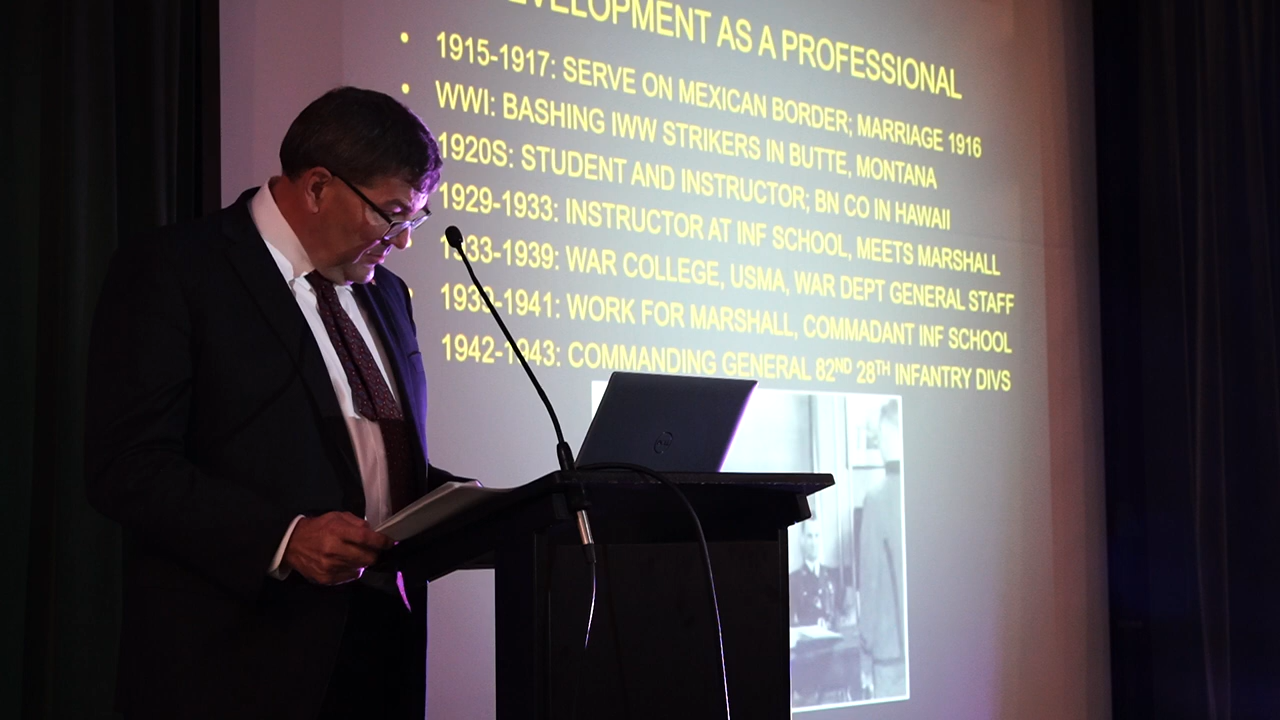 DEVELOPMENT AS A PROFESSIONAL
• 1915-1917: SERVE ON MEXICAN BORDER; MARRIAGE 1916
• WWI: BASHING IWW STRIKERS IN BUTTE, MONTANA
1920S: STUDENT AND INSTRUCTOR; BN CO IN HAWAII
1929-1933: INSTRUCTOR AT INF SCHOOL, MEETS MARSHALL
1933-1939: WAR COLLEGE, USMA, WAR DEPT GENERAL STAFF
1939-1941: WORK FOR MARSHALL, COMMADANT INF SCHOOL
1942-1943: COMMANDING GENERAL 82ND 28TH INFANTRY DIVS